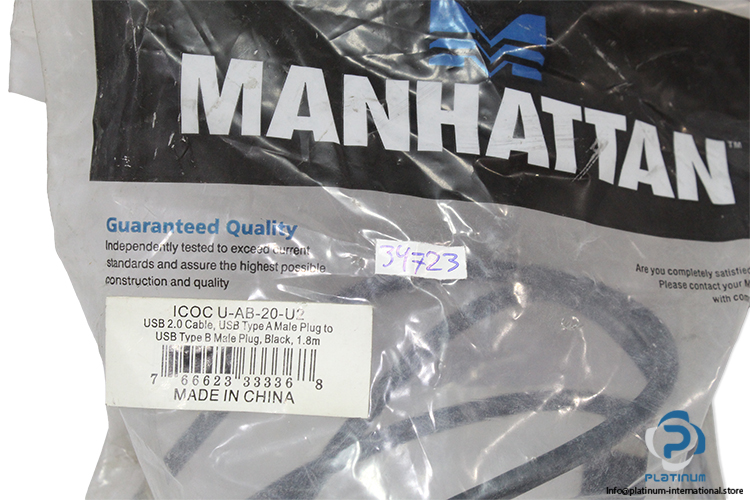 MANHATTAN™
Guaranteed Quality
Independently tested to exceed current
standards and assure the highest possible
construction and quality
34723
Are you completely satisfied
Please contact your M
with con
ICOC U-AB-20-U2
USB 2.0 Cable, USB Type A Male Plug to
USB Type B Male Plug, Black, 1.8m
7 66623 33336 8
MADE IN CHINA
PLATINUM
Info@platinum-international.store